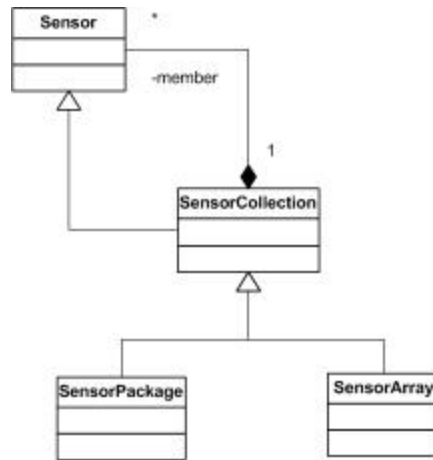 Sensor
*
-member
1
SensorCollection
SensorPackage
SensorArray